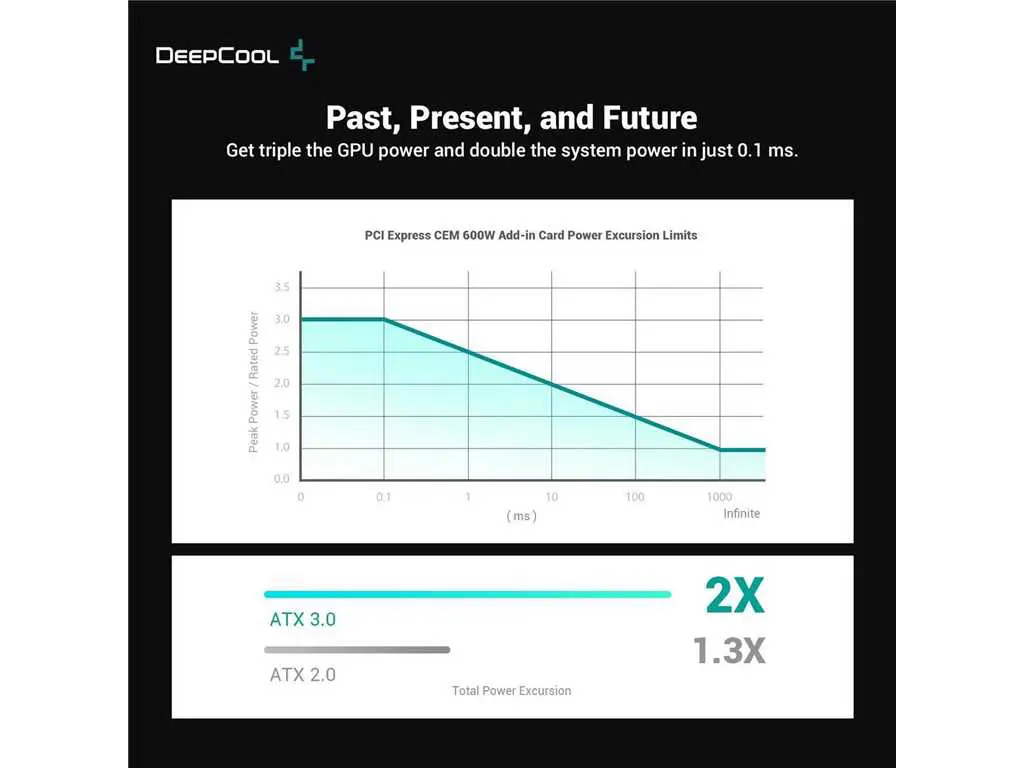 DEEPCOOL
Past, Present, and Future
Get triple the GPU power and double the system power in just 0.1 ms.
PCI Express CEM 600W Add-in Card Power Excursion Limits
Peak Power / Rated Power
3.5
3.0
2.5
2.0
1.5
1.0
0.0
0 0.1 1 10 100 1000
Infinite
( ms )
2X
ATX 3.0
1.3X
ATX 2.0
Total Power Excursion